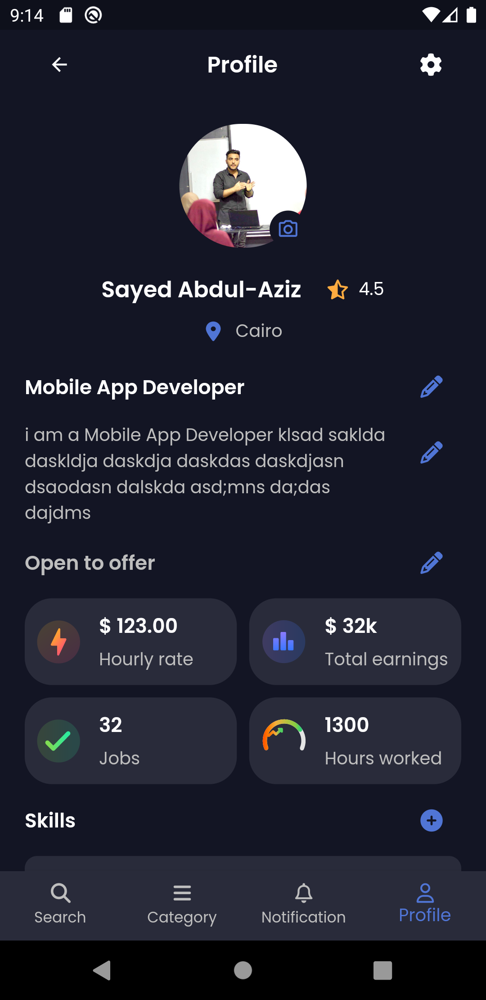 9:14
Profile
Sayed Abdul-Aziz 4.5
Cairo
Mobile App Developer
i am a Mobile App Developer klsad saklda
daskldja daskdja daskdas daskdjasn
dsaodasn dalskda asd;mns da;das
dajdms
Open to offer
$ 123.00
Hourly rate
$ 32k
Total earnings
32
Jobs
1300
Hours worked
Skills
Search Category Notification Profile